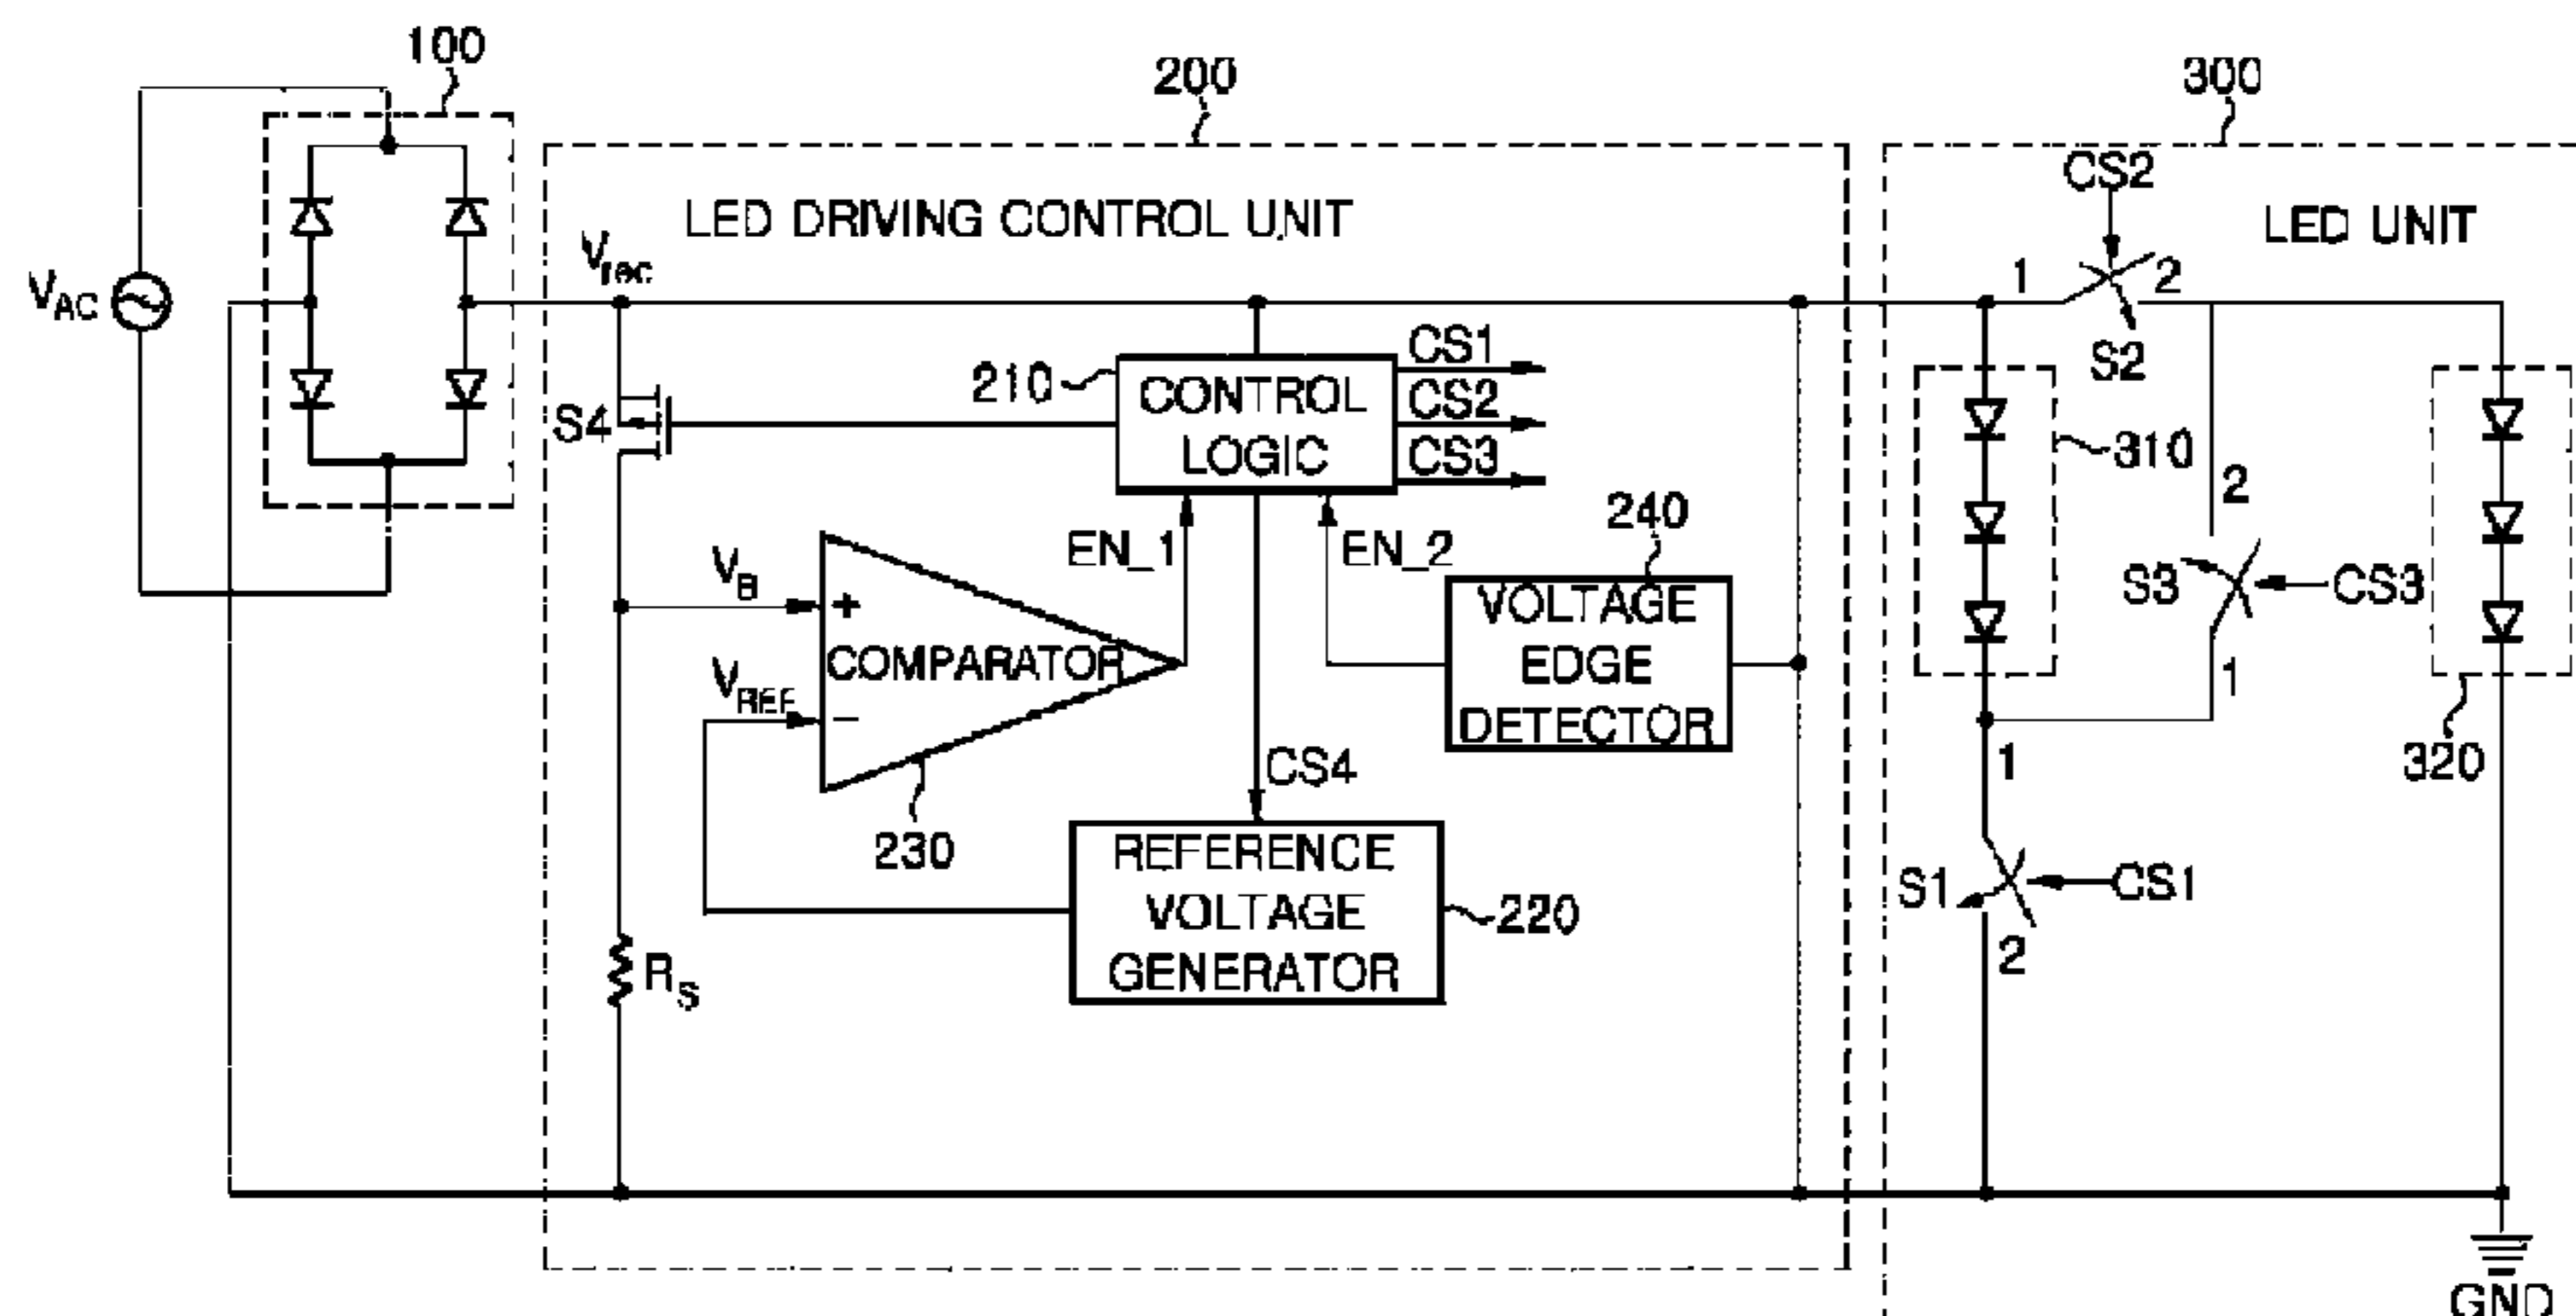 100
200
300
CS2
LED DRIVING CONTROL UNIT
LED UNIT
Vrec
VAC
1
2
S2
CS1
210
CONTROL
LOGIC
CS2
CS3
S4
310
2
240
EN_1
EN_2
VB
+
COMPARATOR
VREF
−
VOLTAGE
EDGE
DETECTOR
S3
CS3
1
1
320
CS4
230
REFERENCE
VOLTAGE
GENERATOR
220
S1
CS1
2
RS
GND